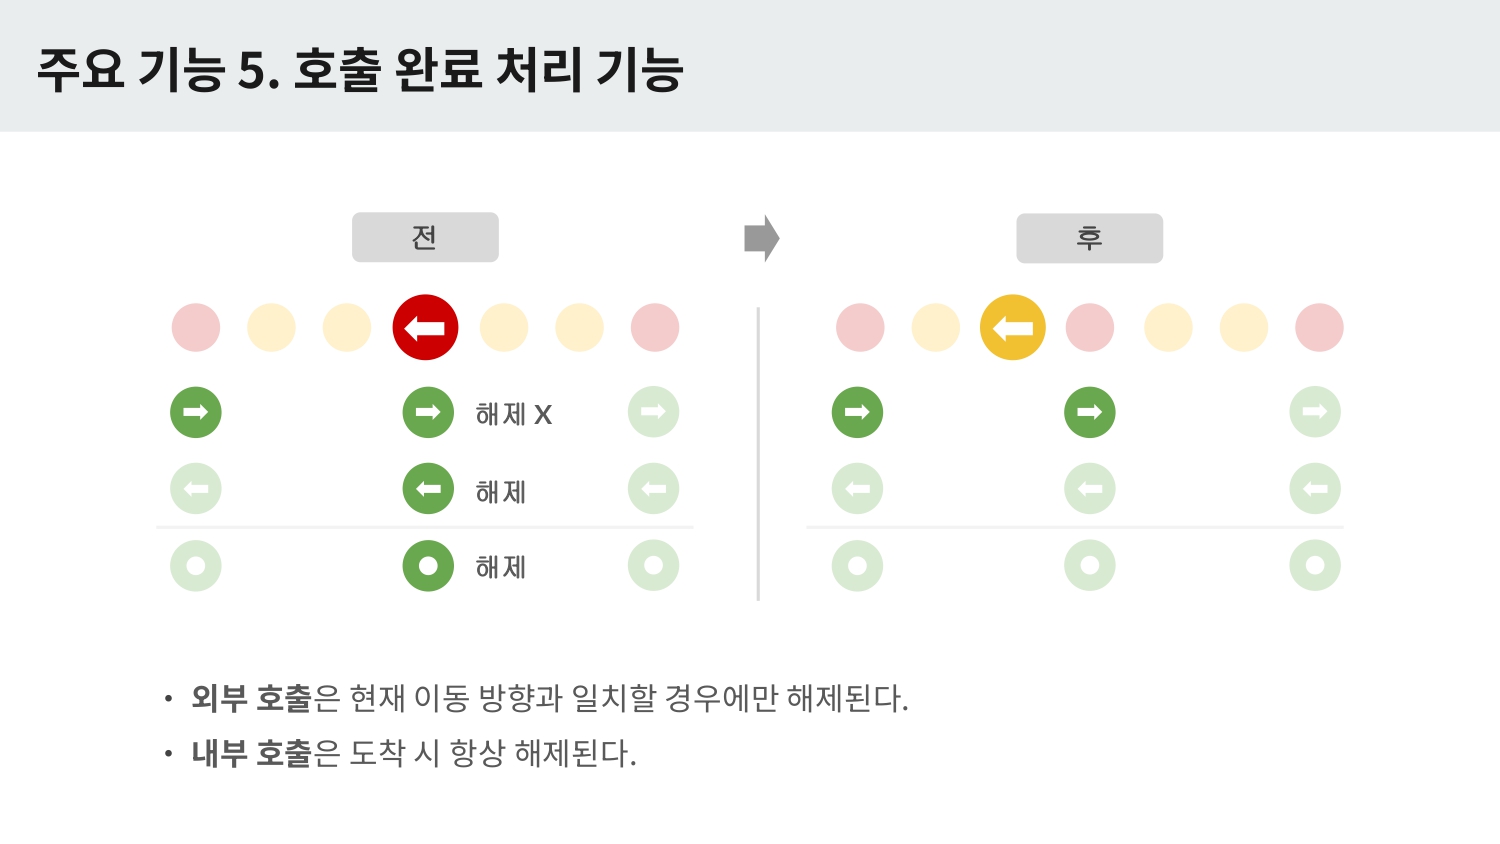 주요 기능 5. 호출 완료 처리 기능
전
후
해제 X
해제
해제
• 외부 호출은 현재 이동 방향과 일치할 경우에만 해제된다.
• 내부 호출은 도착 시 항상 해제된다.